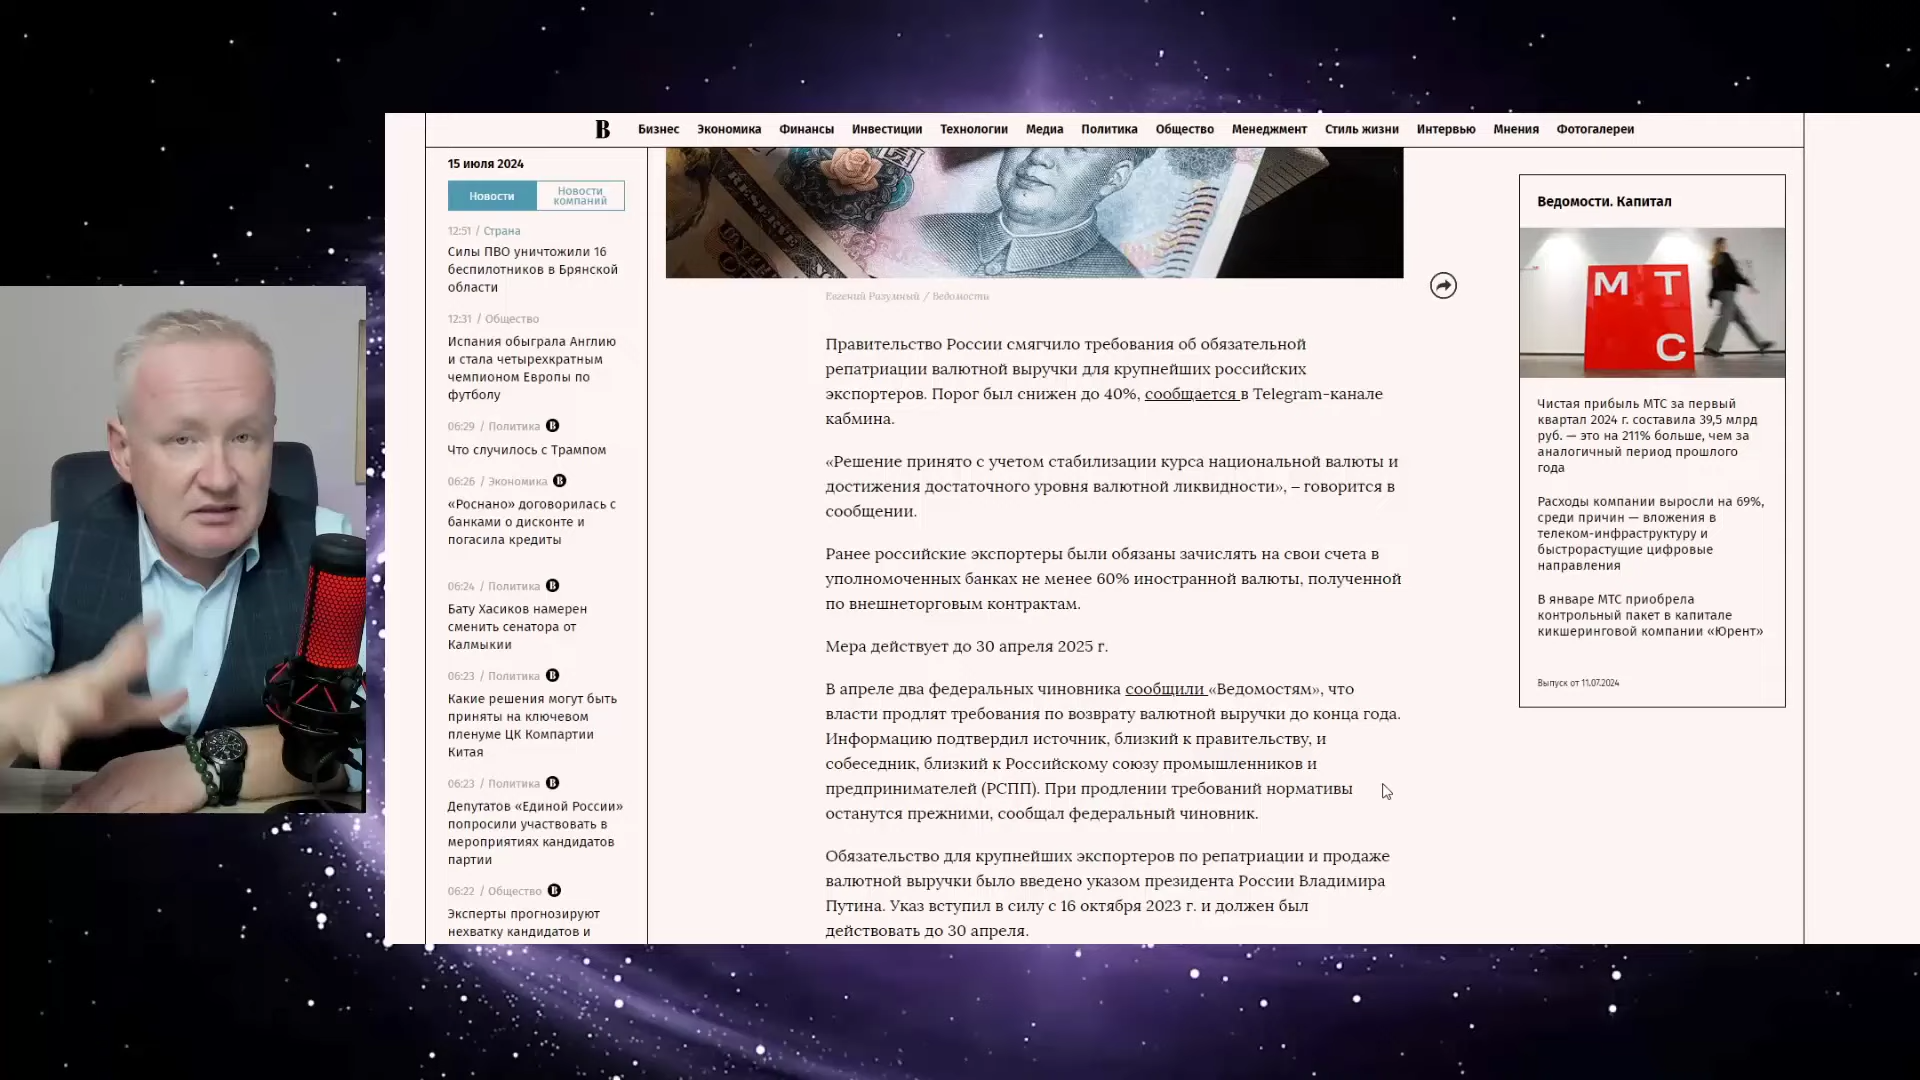 В
Бизнес Экономика Финансы Инвестиции Технологии Медиа Политика Общество Менеджмент Стиль жизни Интервью Мнения Фотогалереи
15 июля 2024
Новости
Новости
компаний
12:51 / Страна
Силы ПВО уничтожили 16
беспилотников в Брянской
области
12:31 / Общество
Испания обыграла Англию
и стала четырехкратным
чемпионом Европы по
футболу
06:29 / Политика В
Что случилось с Трампом
06:26 / Экономика В
«Роснано» договорилась с
банками о дисконте и
погасила кредиты
06:24 / Политика В
Бату Хасиков намерен
сменить сенатора от
Калмыкии
06:23 / Политика В
Какие решения могут быть
приняты на ключевом
пленуме ЦК Компартии
Китая
06:23 / Политика В
Депутатов «Единой России»
попросили участвовать в
мероприятиях кандидатов
партии
06:22 / Общество В
Эксперты прогнозируют
нехватку кандидатов и
Евгений Разумный / Ведомости
Правительство России смягчило требования об обязательной
репатриации валютной выручки для крупнейших российских
экспортеров. Порог был снижен до 40%, сообщается в Telegram-канале
кабмина.
«Решение принято с учетом стабилизации курса национальной валюты и
достижения достаточного уровня валютной ликвидности», – говорится в
сообщении.
Ранее российские экспортеры были обязаны зачислять на свои счета в
уполномоченных банках не менее 60% иностранной валюты, полученной
по внешнеторговым контрактам.
Мера действует до 30 апреля 2025 г.
В апреле два федеральных чиновника сообщили «Ведомостям», что
власти продлят требования по возврату валютной выручки до конца года.
Информацию подтвердил источник, близкий к правительству, и
собеседник, близкий к Российскому союзу промышленников и
предпринимателей (РСПП). При продлении требований нормативы
останутся прежними, сообщал федеральный чиновник.
Обязательство для крупнейших экспортеров по репатриации и продаже
валютной выручки было введено указом президента России Владимира
Путина. Указ вступил в силу с 16 октября 2023 г. и должен был
действовать до 30 апреля.
Ведомости. Капитал
М Т
С
Чистая прибыль МТС за первый
квартал 2024 г. составила 39,5 млрд
руб. — это на 211% больше, чем за
аналогичный период прошлого
года
Расходы компании выросли на 69%,
среди причин — вложения в
телеком-инфраструктуру и
быстрорастущие цифровые
направления
В январе МТС приобрела
контрольный пакет в капитале
кикшеринговой компании «Юрент»
Выпуск от 11.07.2024